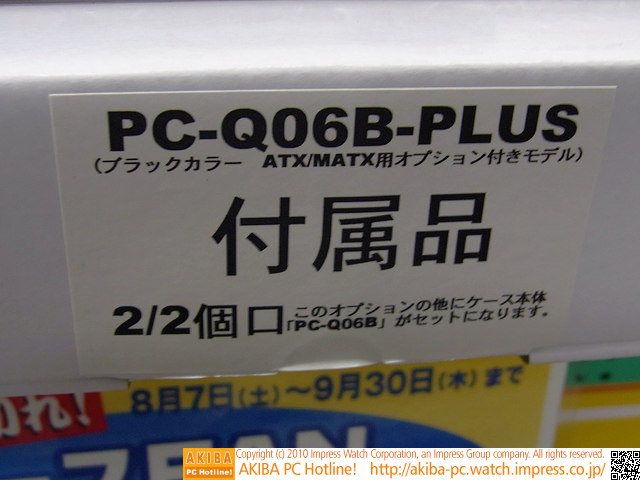 PC-Q06B-PLUS
(ブラックカラー ATX/MATX用オプション付きモデル)
付属品
2/2個口
このオプションの他にケース本体
「PC-Q06B」がセットになります。
切れ!
8月7日(土)～9月30日(木)まで
Copyright (c) 2010 Impress Watch Corporation, an Impress Group company. All rights reserved.
AKIBA
PC Hotline!
AKIBA PC Hotline! http://akiba-pc.watch.impress.co.jp/